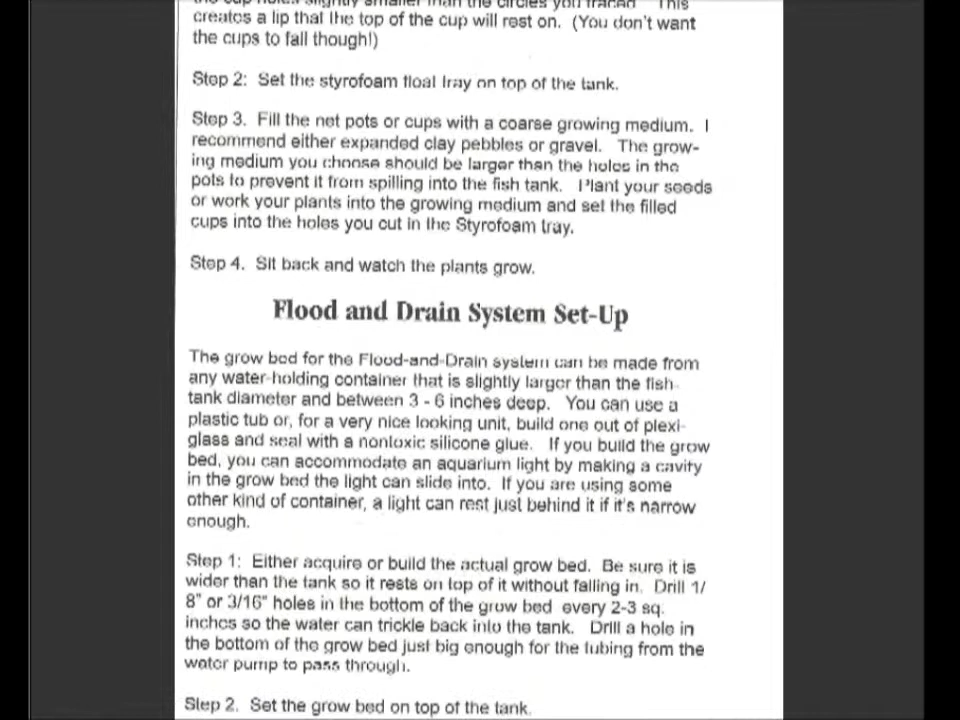 the cup holes slightly smaller than the circles you traced. This
creates a lip that the top of the cup will rest on. (You don't want
the cups to fall though!)
Step 2: Set the styrofoam float tray on top of the tank.
Step 3. Fill the net pots or cups with a coarse growing medium. I
recommend either expanded clay pebbles or gravel. The grow-
ing medium you choose should be larger than the holes in the
pots to prevent it from spilling into the fish tank. Plant your seeds
or work your plants into the growing medium and set the filled
cups into the holes you cut in the Styrofoam tray.
Step 4. Sit back and watch the plants grow.
Flood and Drain System Set-Up
The grow bed for the Flood-and-Drain system can be made from
any water-holding container that is slightly larger than the fish-
tank diameter and between 3 - 6 inches deep. You can use a
plastic tub or, for a very nice looking unit, build one out of plexi-
glass and seal with a nontoxic silicone glue. If you build the grow
bed, you can accommodate an aquarium light by making a cavity
in the grow bed the light can slide into. If you are using some
other kind of container, a light can rest just behind it if it's narrow
enough.
Step 1: Either acquire or build the actual grow bed. Be sure it is
wider than the tank so it rests on top of it without falling in. Drill 1/
8" or 3/16" holes in the bottom of the grow bed every 2-3 sq.
inches so the water can trickle back into the tank. Drill a hole in
the bottom of the grow bed just big enough for the tubing from the
water pump to pass through.
Step 2. Set the grow bed on top of the tank.